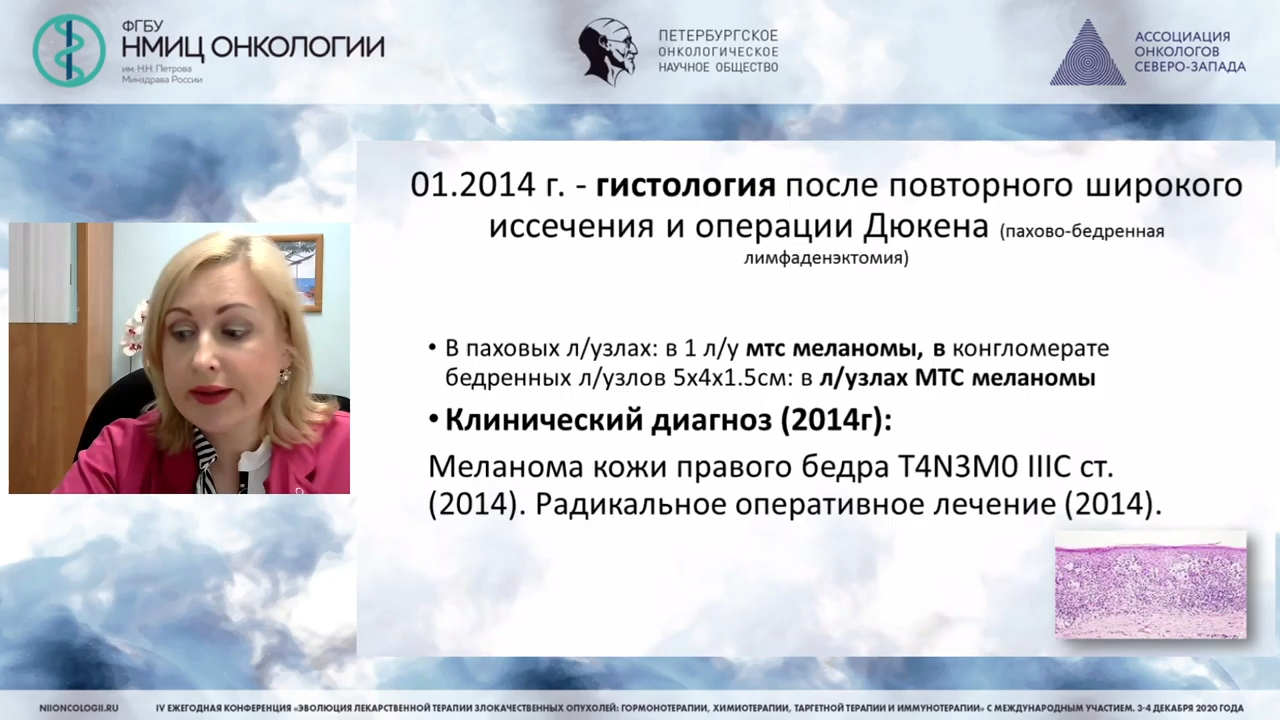 ФГБУ
НМИЦ ОНКОЛОГИИ
им. Н.Н. Петрова
Минздрава России
ПЕТЕРБУРГСКОЕ
ОНКОЛОГИЧЕСКОЕ
НАУЧНОЕ ОБЩЕСТВО
АССОЦИАЦИЯ
ОНКОЛОГОВ
СЕВЕРО-ЗАПАДА
01.2014 г. - гистология после повторного широкого
иссечения и операции Дюкена (пахово-бедренная
лимфаденэктомия)
• В паховых л/узлах: в 1 л/у мтс меланомы, в конгломерате
бедренных л/узлов 5х4х1.5см: в л/узлах МТС меланомы
• Клинический диагноз (2014г):
Меланома кожи правого бедра T4N3M0 IIIC ст.
(2014). Радикальное оперативное лечение (2014).
NIIONCOLOGII.RU
IV ЕЖЕГОДНАЯ КОНФЕРЕНЦИЯ «ЭВОЛЮЦИЯ ЛЕКАРСТВЕННОЙ ТЕРАПИИ ЗЛОКАЧЕСТВЕННЫХ ОПУХОЛЕЙ: ГОРМОНОТЕРАПИИ, ХИМИОТЕРАПИИ, ТАРГЕТНОЙ ТЕРАПИИ И ИММУНОТЕРАПИИ» С МЕЖДУНАРОДНЫМ УЧАСТИЕМ. 3-4 ДЕКАБРЯ 2020 ГОДА